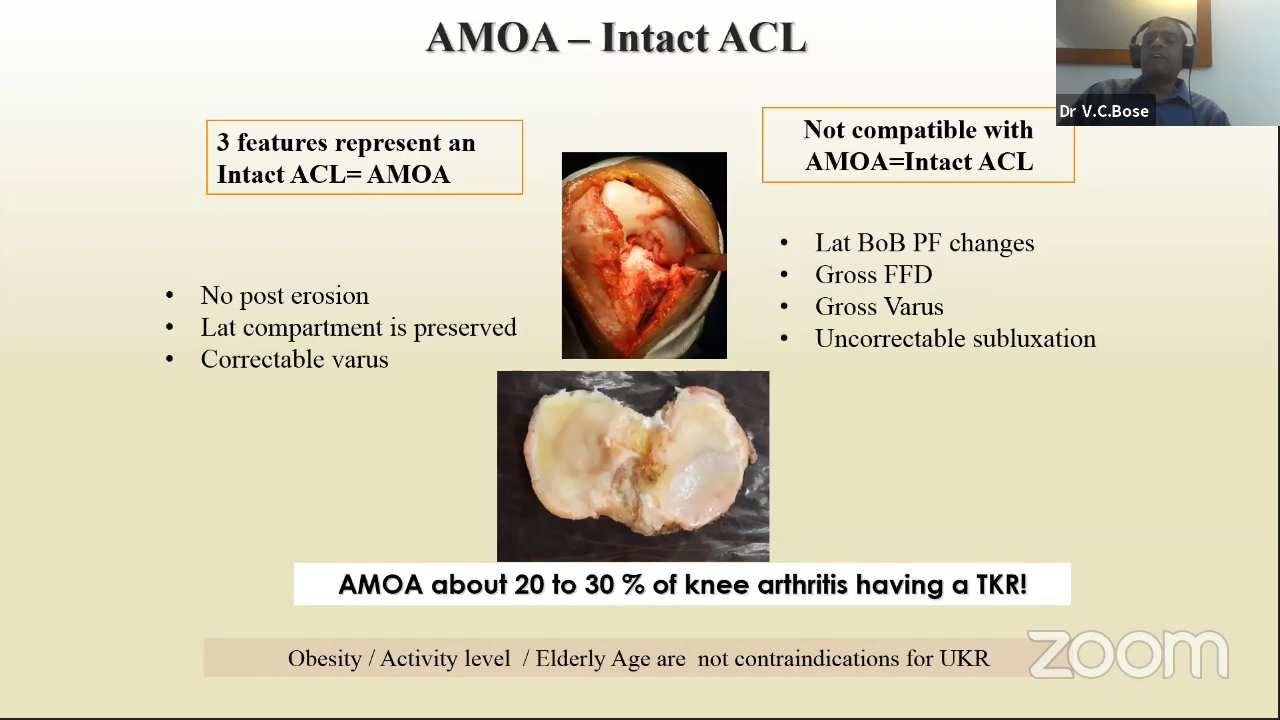 AMOA – Intact ACL
Dr V.C.Bose
3 features represent an
Intact ACL= AMOA
Not compatible with
AMOA=Intact ACL
• No post erosion
• Lat compartment is preserved
• Correctable varus
• Lat BoB PF changes
• Gross FFD
• Gross Varus
• Uncorrectable subluxation
AMOA about 20 to 30 % of knee arthritis having a TKR!
Obesity / Activity level / Elderly Age are not contraindications for UKR
zoom